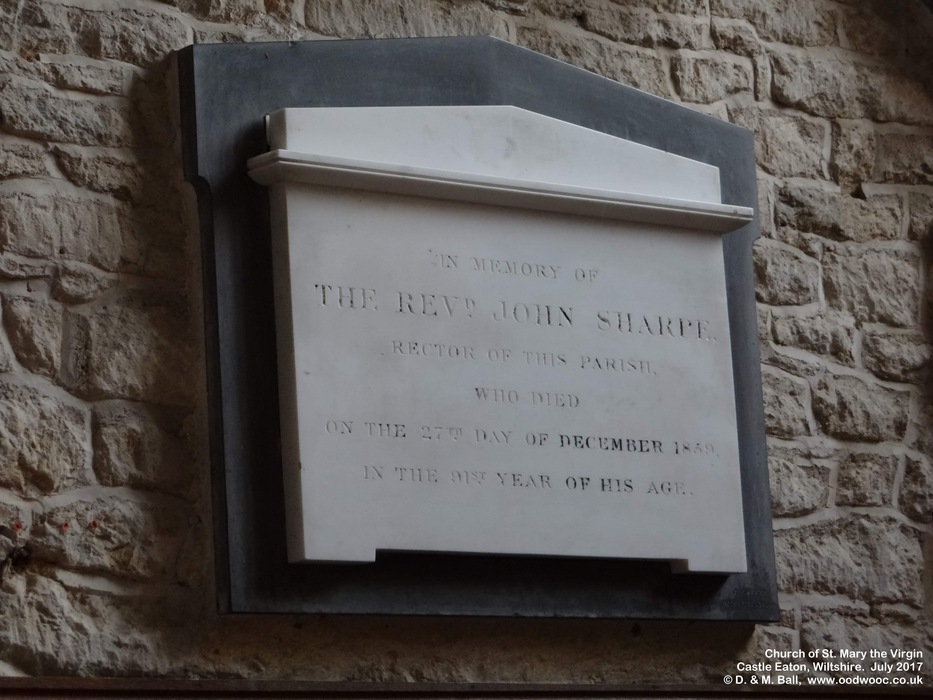 IN MEMORY OF
THE REVD. JOHN SHARPE,
RECTOR OF THIS PARISH,
WHO DIED
ON THE 27TH DAY OF DECEMBER 1859,
IN THE 91ST YEAR OF HIS AGE.
Church of St. Mary the Virgin
Castle Eaton, Wiltshire. July 2017
© D. & M. Ball, www.oodwooc.co.uk